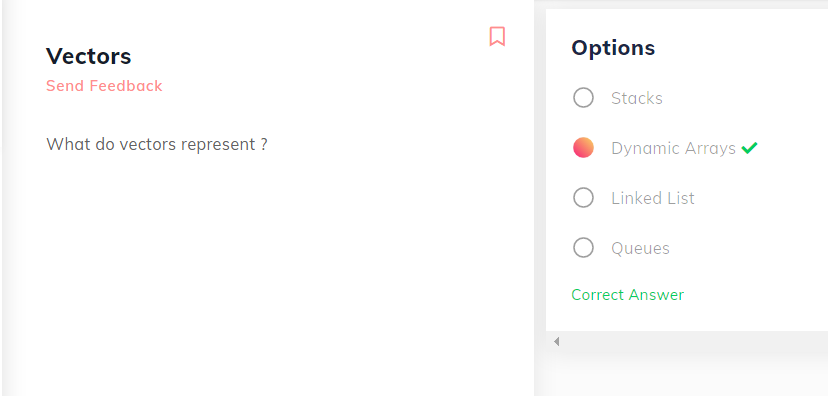 Vectors
Send Feedback
What do vectors represent ?
Options
Stacks
Dynamic Arrays
Linked List
Queues
Correct Answer